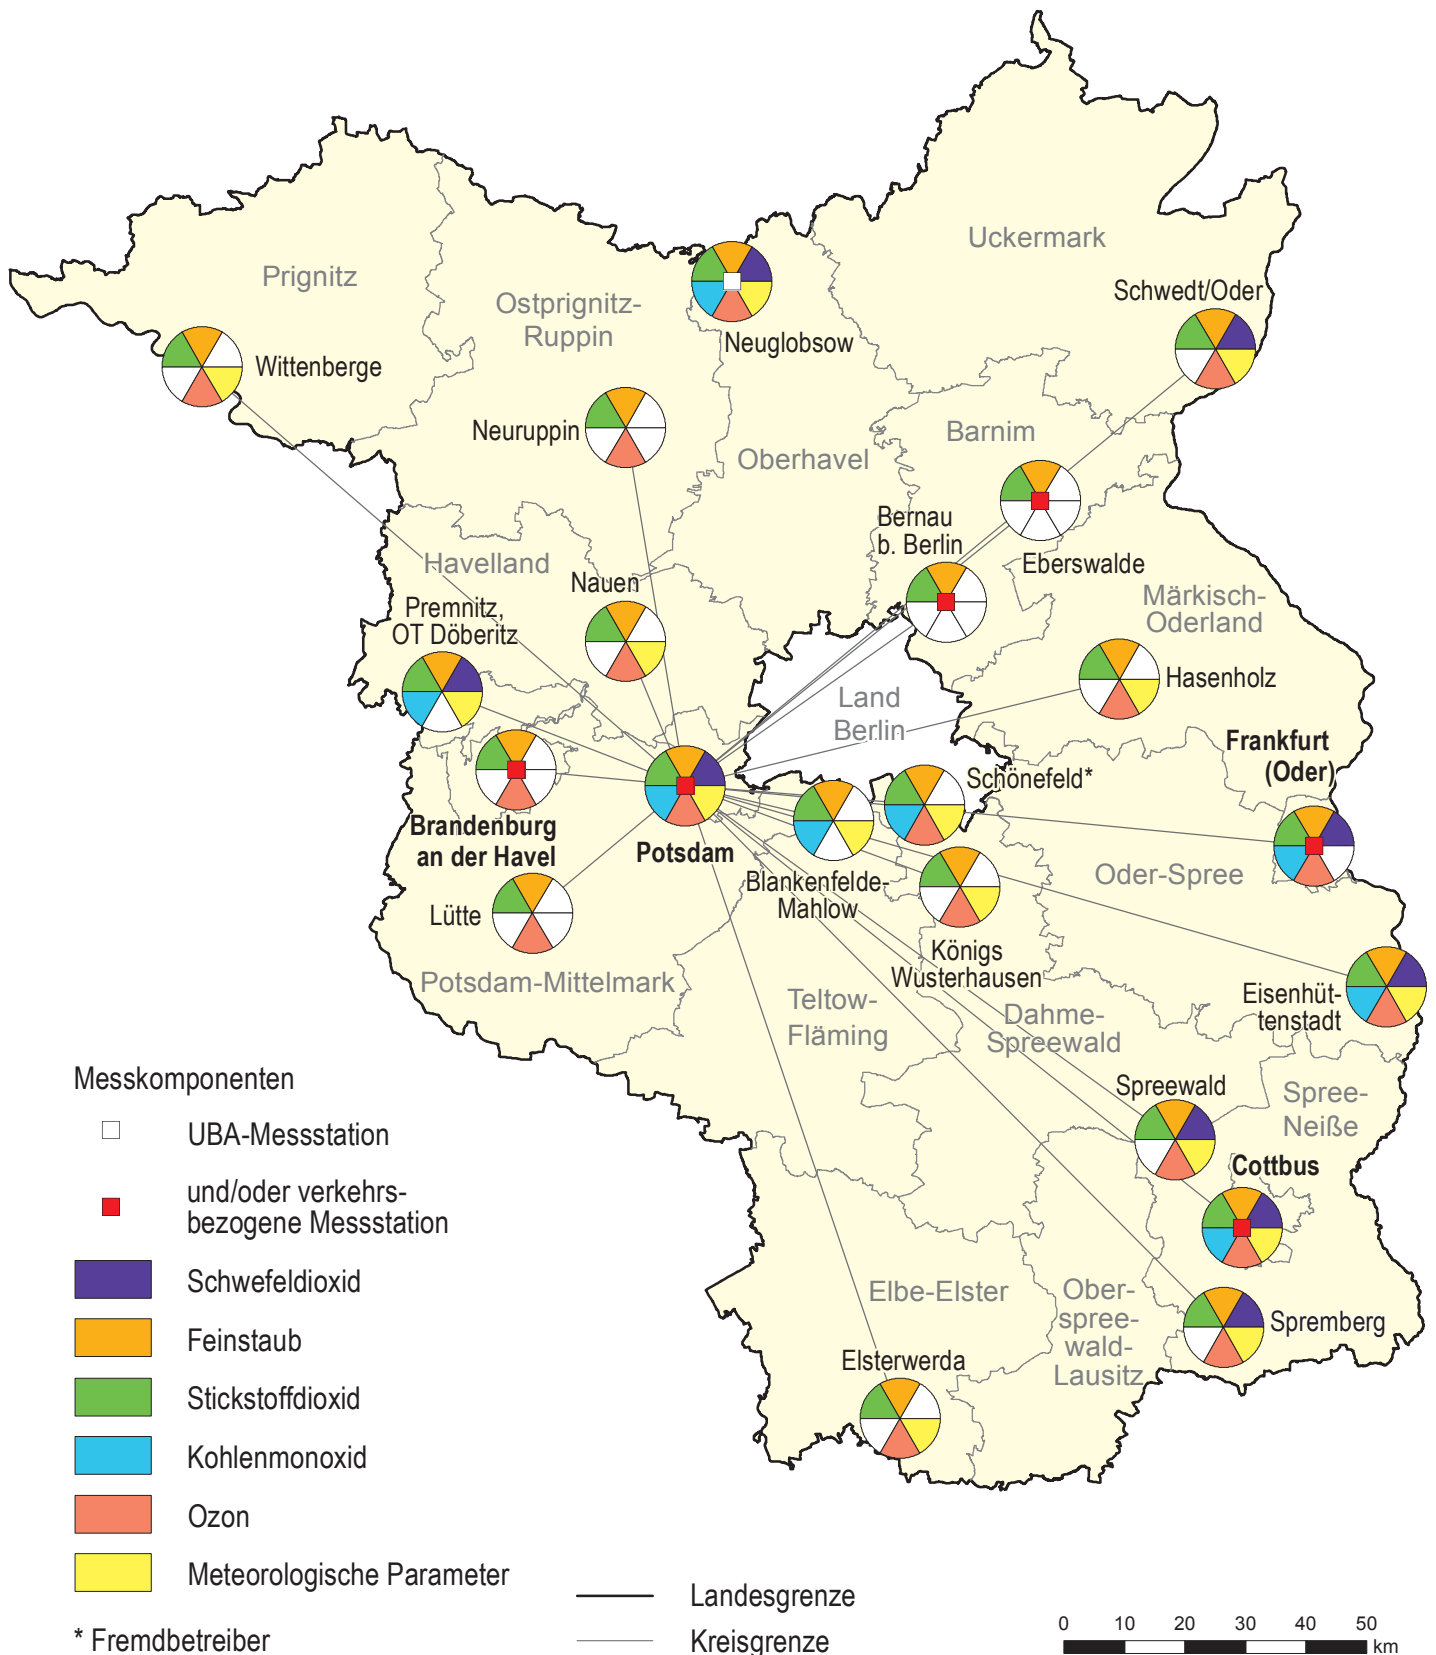 Uckermark
Prignitz
Schwedt/Oder
Ostprignitz-
Ruppin
Neuglobsow
Wittenberge
Neuruppin
Barnim
Oberhavel
Bernau
b. Berlin
Eberswalde
Havelland
Nauen
Märkisch-
Oderland
Premnitz,
OT Döberitz
Hasenholz
Land
Berlin
Frankfurt
(Oder)
Schönefeld*
Brandenburg
an der Havel
Potsdam
Blankenfelde-
Mahlow
Oder-Spree
Lütte
Königs
Wusterhausen
Potsdam-Mittelmark
Teltow-
Fläming
Eisenhüt-
tenstadt
Dahme-
Spreewald
Spreewald
Spree-
Neiße
Cottbus
Elbe-Elster
Ober-
spree-
wald-
Lausitz
Spremberg
Elsterwerda
Messkomponenten
UBA-Messstation
und/oder verkehrs-
bezogene Messstation
Schwefeldioxid
Feinstaub
Stickstoffdioxid
Kohlenmonoxid
Ozon
Meteorologische Parameter
* Fremdbetreiber
Landesgrenze
Kreisgrenze
0 10 20 30 40 50
km